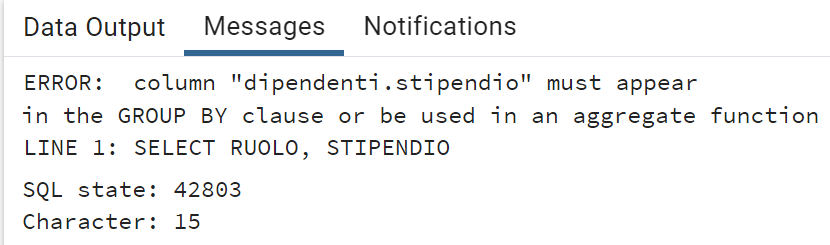 Data Output Messages Notifications
ERROR:  column "dipendenti.stipendio" must appear
in the GROUP BY clause or be used in an aggregate function
LINE 1: SELECT RUOLO, STIPENDIO
SQL state: 42803
Character: 15